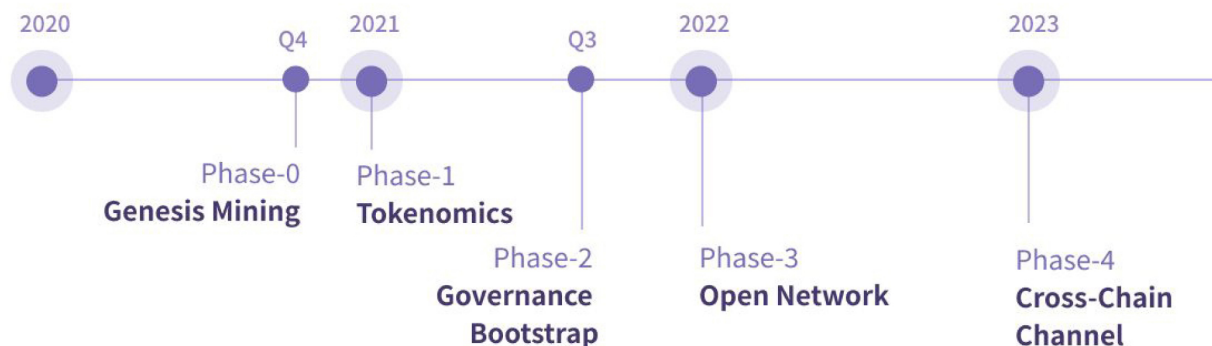 2020
Q4
2021
Q3
2022
2023
Phase-0
Genesis Mining
Phase-1
Tokenomics
Phase-2
Governance
Bootstrap
Phase-3
Open Network
Phase-4
Cross-Chain
Channel